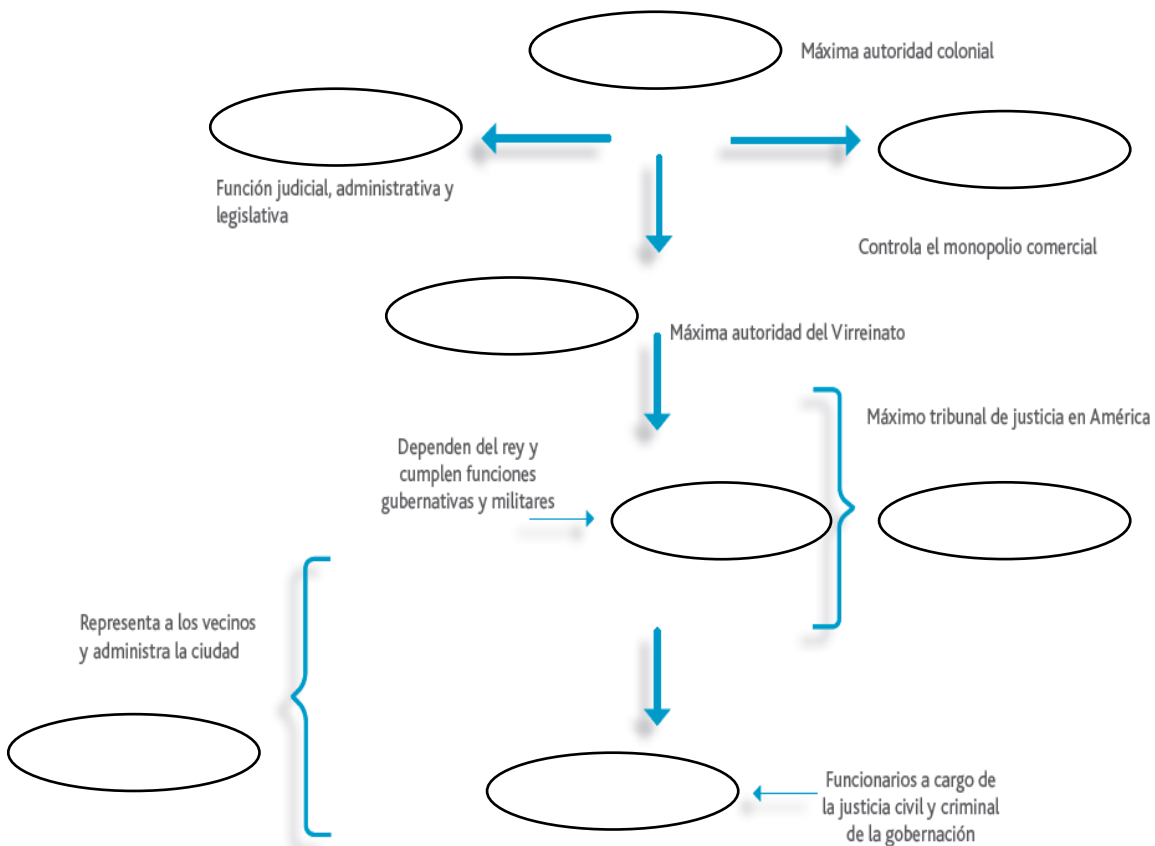 Máxima autoridad colonial
Función judicial, administrativa y
legislativa
Controla el monopolio comercial
Máxima autoridad del Virreinato
Máximo tribunal de justicia en América
Dependen del rey y
cumplen funciones
gubernativas y militares
Representa a los vecinos
y administra la ciudad
Funcionarios a cargo de
la justicia civil y criminal
de la gobernación